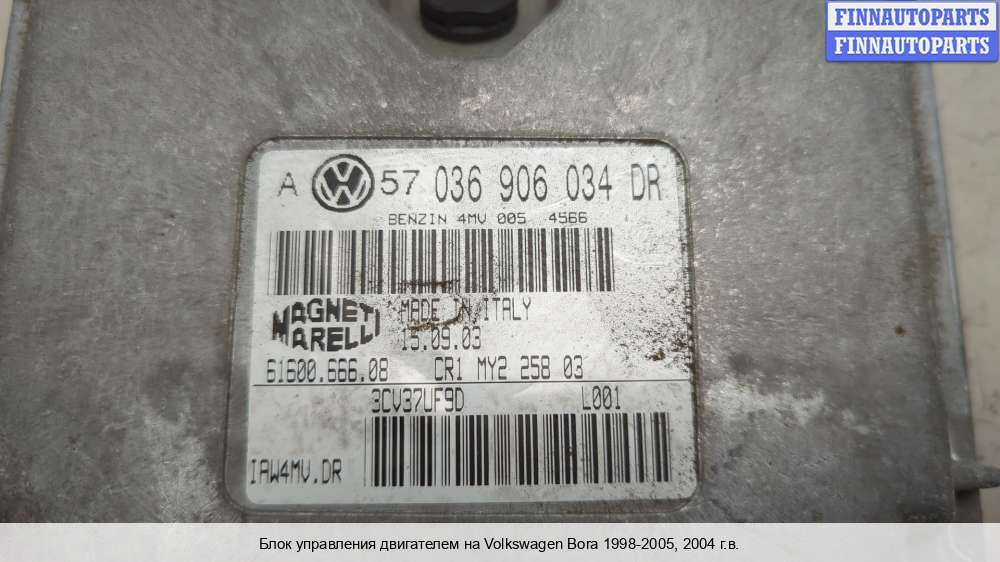 FINNAUTOPARTS
FINNAUTOPARTS
A VW 57 036 906 034 DR
BENZIN 4MV 005 4566
MAGNETI MARELLI
MADE IN ITALY
15.09.03
61600.666.08 CR1 MY2 258 03
3CV37UF9D L001
IAW4MV.DR
Блок управления двигателем на Volkswagen Bora 1998-2005, 2004 г.в.